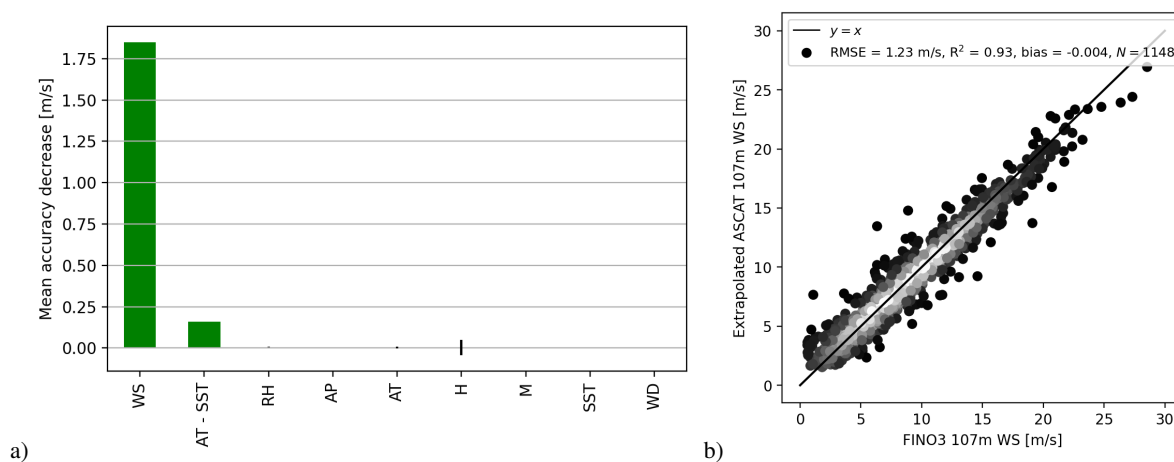 Mean accuracy decrease [m/s]
1.75
1.50
1.25
1.00
0.75
0.50
0.25
0.00
WS
AT - SST
RH
AP
AT
H
M
SST
WD
a)
Extrapolated ASCAT 107m WS [m/s]
30
25
20
15
10
5
0
y = x
RMSE = 1.23 m/s, R² = 0.93, bias = -0.004, N = 1148
0
5
10
15
20
25
30
FINO3 107m WS [m/s]
b)